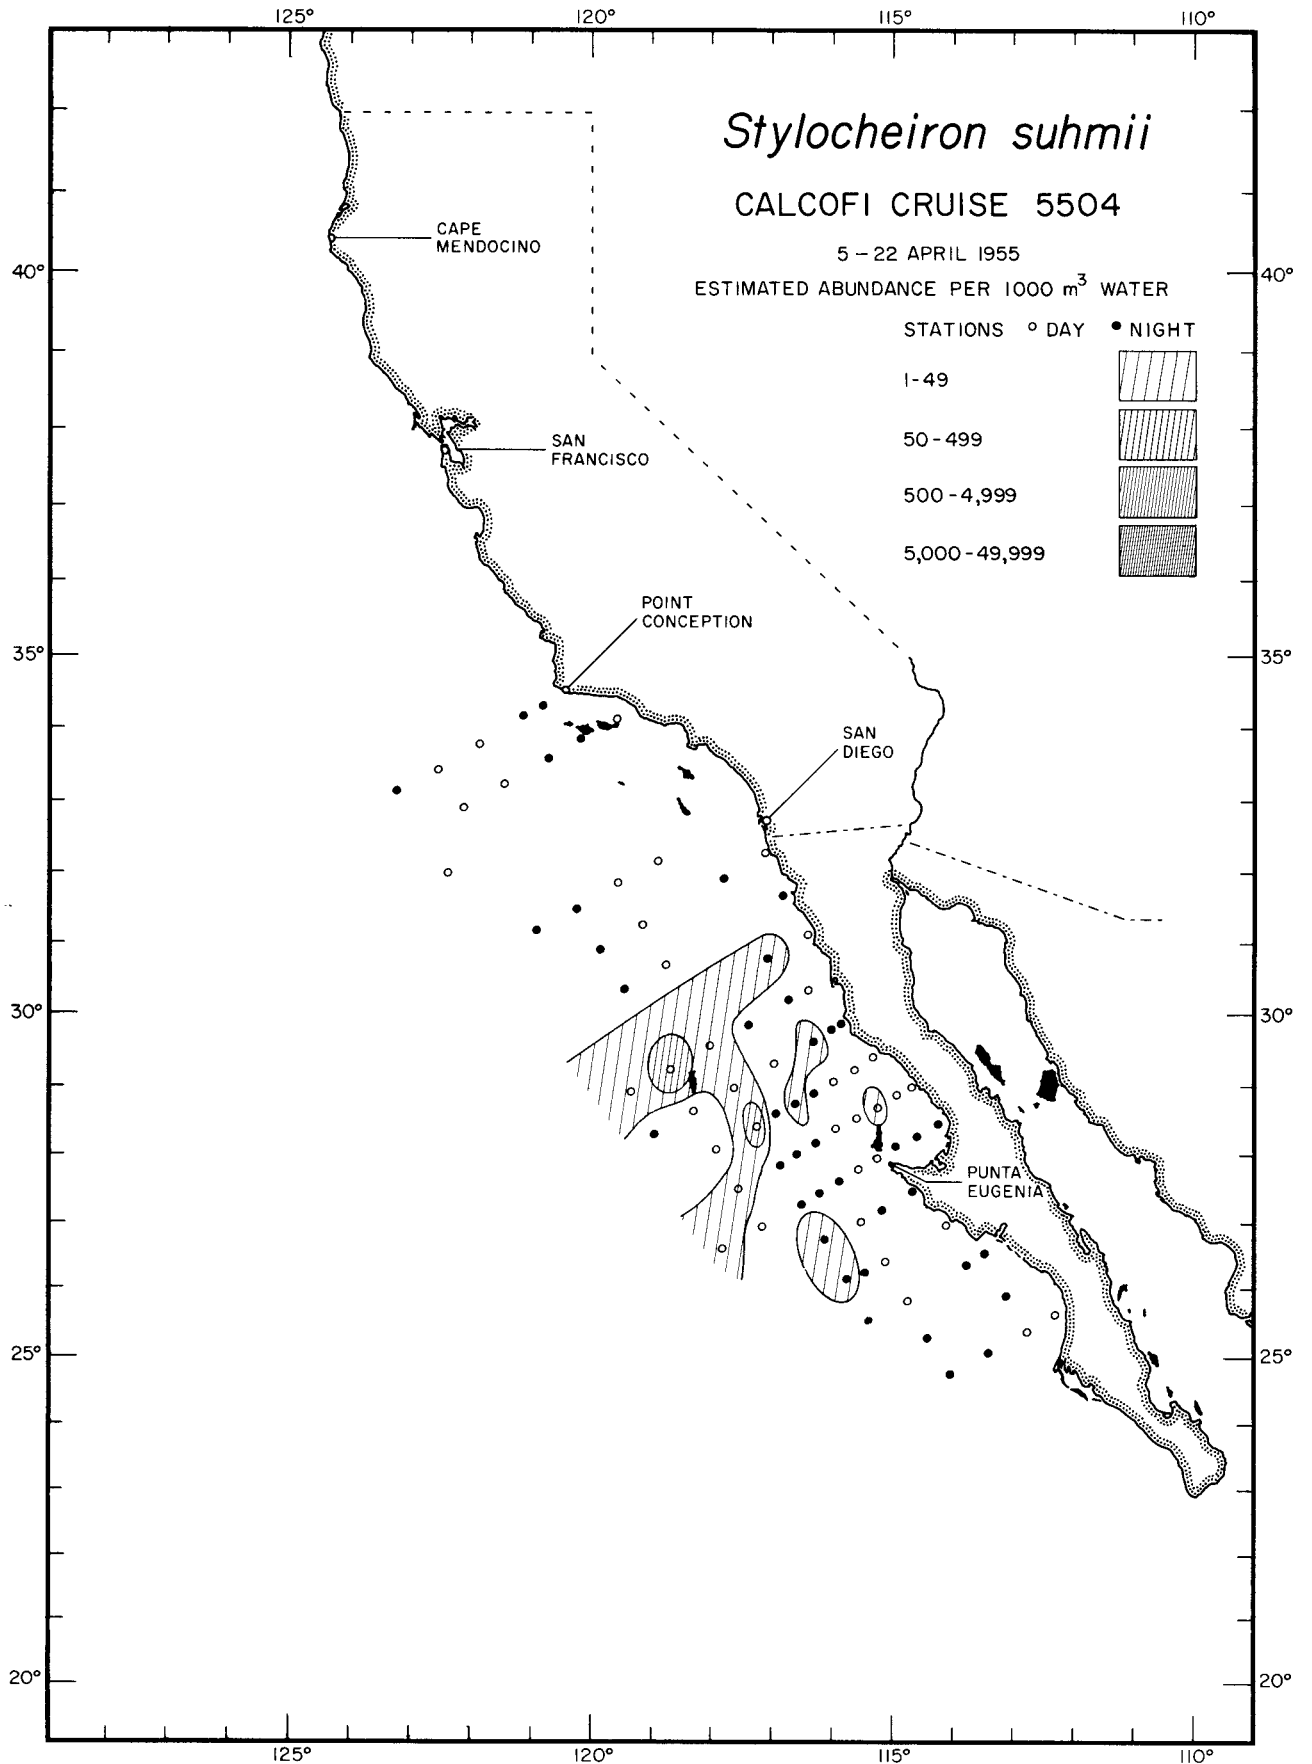 125° 120° 115° 110°
Stylocheiron suhmii
CALCOFI CRUISE 5504
5 – 22 APRIL 1955
ESTIMATED ABUNDANCE PER 1000 m³ WATER
STATIONS ○ DAY ● NIGHT
1-49
50-499
500-4,999
5,000-49,999
CAPE
MENDOCINO
40° 40°
SAN
FRANCISCO
POINT
CONCEPTION
35° 35°
SAN
DIEGO
30° 30°
PUNTA
EUGENIA
25° 25°
20° 20°
125° 120° 115° 110°